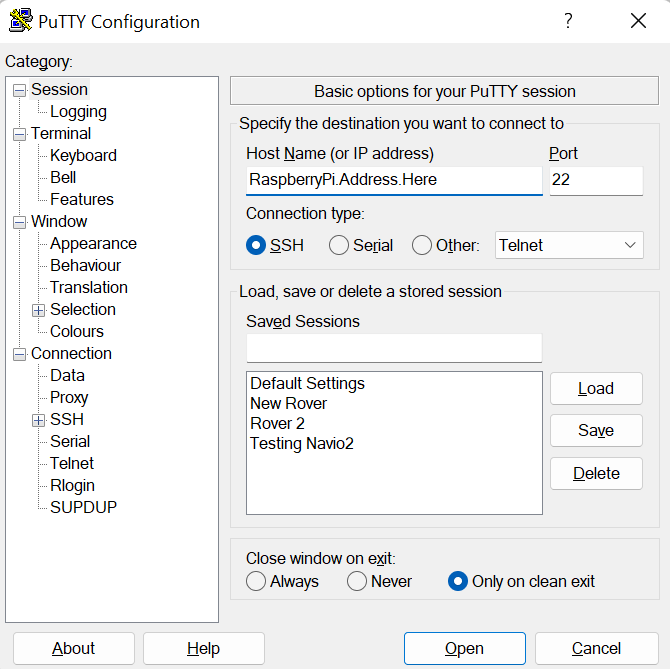 PuTTY Configuration ?
Category:
Session
Logging
Terminal
Keyboard
Bell
Features
Window
Appearance
Behaviour
Translation
Selection
Colours
Connection
Data
Proxy
SSH
Serial
Telnet
Rlogin
SUPDUP
Basic options for your PuTTY session
Specify the destination you want to connect to
Host Name (or IP address) Port
RaspberryPi.Address.Here 22
Connection type:
SSH Serial Other: Telnet
Load, save or delete a stored session
Saved Sessions
Default Settings
New Rover
Rover 2
Testing Navio2
Load
Save
Delete
Close window on exit:
Always Never Only on clean exit
About Help Open Cancel